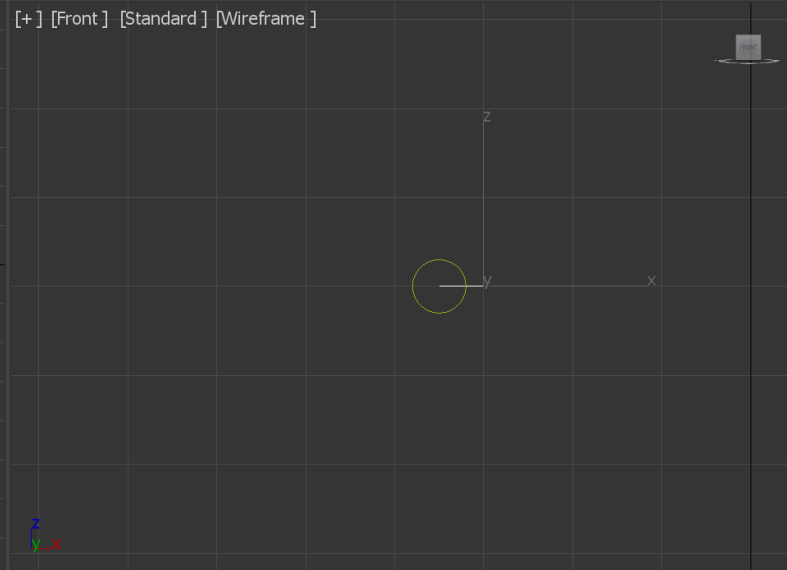 [+ ] [Front ] [Standard ] [Wireframe ]
FRONT
z
y
x
z
y
x